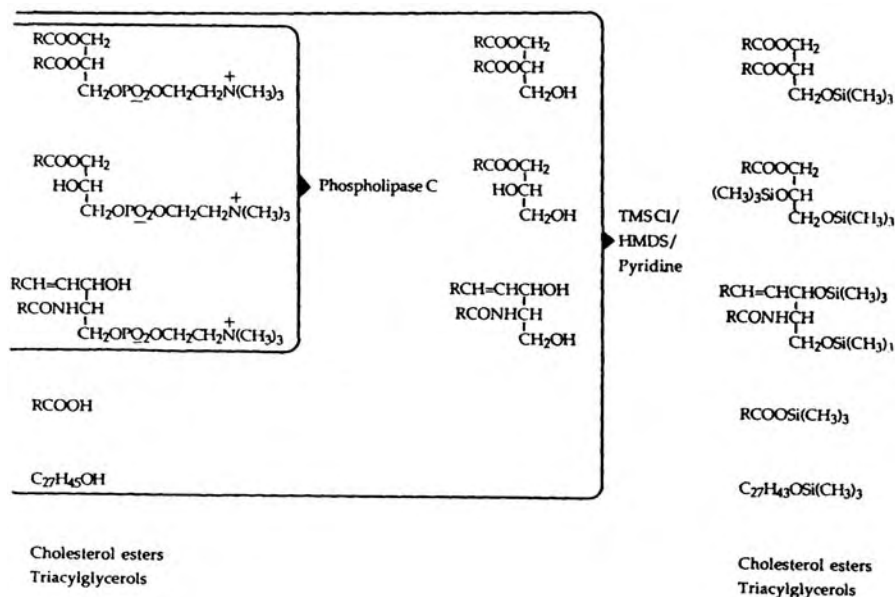 RCOOCH2
RCOOCH
CH2OPO2OCH2CH2N(CH3)3
+
RCOOCH2
HOCH
CH2OPO2OCH2CH2N(CH3)3
+
RCH=CHCHOH
RCONHCH
CH2OPO2OCH2CH2N(CH3)3
+
RCOOH
C27H45OH
Cholesterol esters
Triacylglycerols
Phospholipase C
RCOOCH2
RCOOCH
CH2OH
RCOOCH2
HOCH
CH2OH
RCH=CHCHOH
RCONHCH
CH2OH
TMSCl/
HMDS/
Pyridine
RCOOCH2
RCOOCH
CH2OSi(CH3)3
RCOOCH2
(CH3)3SiOCH
CH2OSi(CH3)3
RCH=CHCHOSi(CH3)3
RCONHCH
CH2OSi(CH3)3
RCOOSi(CH3)3
C27H43OSi(CH3)3
Cholesterol esters
Triacylglycerols